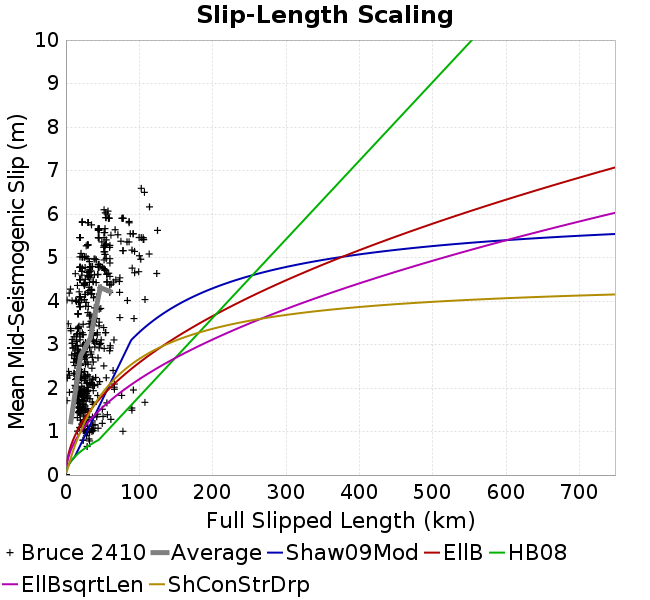 Slip-Length Scaling
10
9
8
7
6
5
4
3
2
1
0
Mean Mid-Seismogenic Slip (m)
0 100 200 300 400 500 600 700
Full Slipped Length (km)
Bruce 2410 Average Shaw09Mod EllB HB08
EllBsqrtLen ShConStrDrp